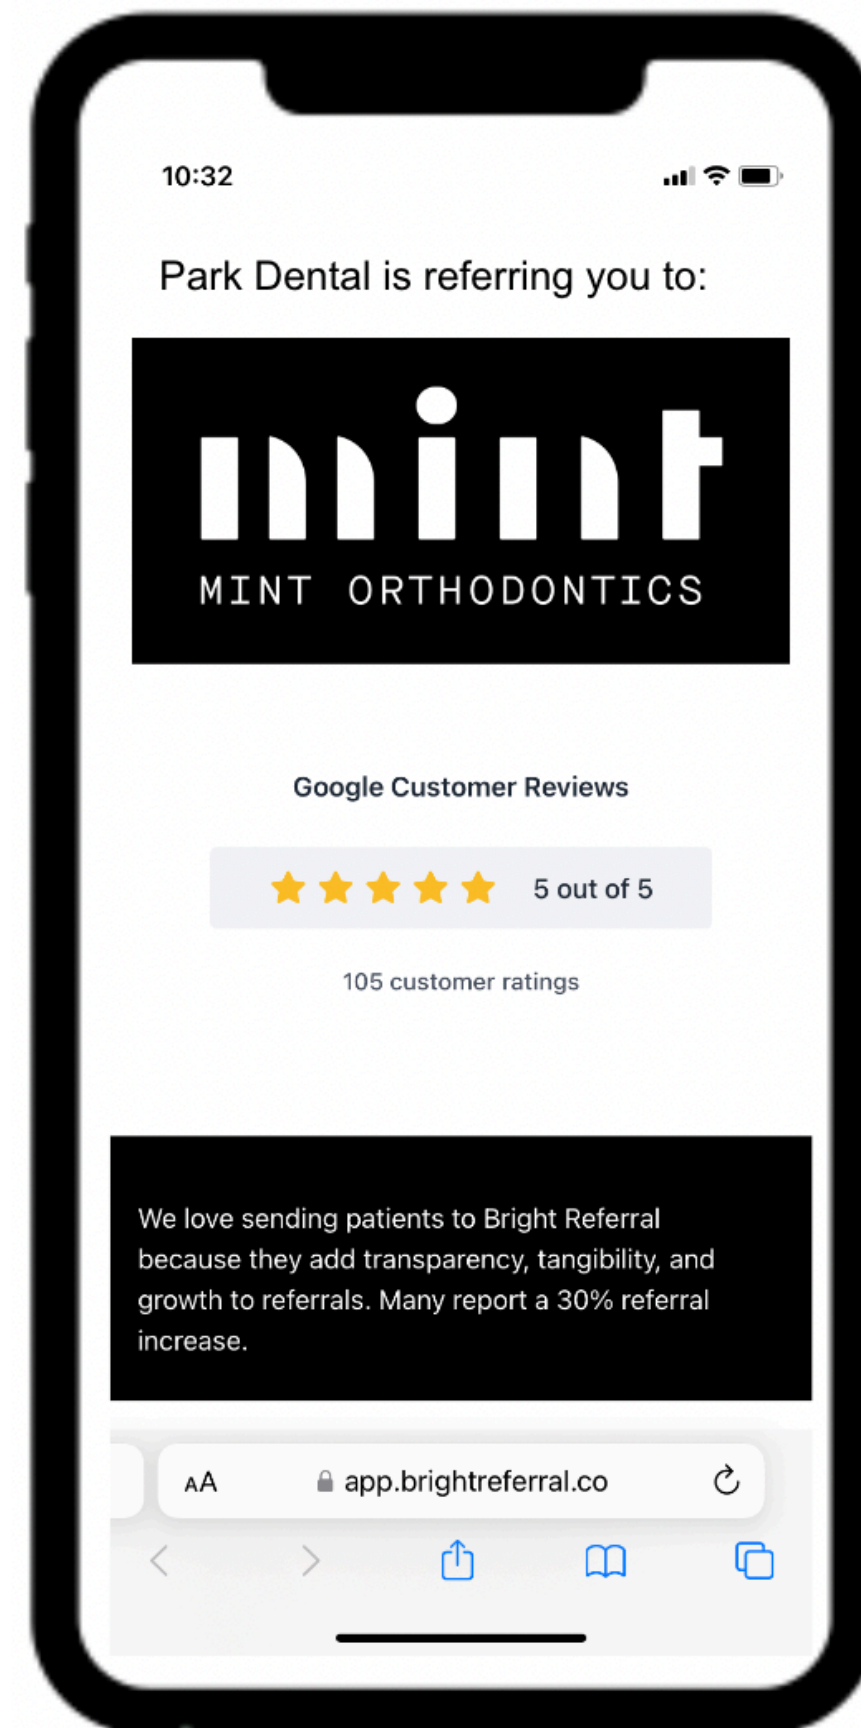 10:32
Park Dental is referring you to:
mint
MINT ORTHODONTICS
Google Customer Reviews
5 out of 5
105 customer ratings
We love sending patients to Bright Referral
because they add transparency, tangibility, and
growth to referrals. Many report a 30% referral
increase.
AA app.brightreferral.co